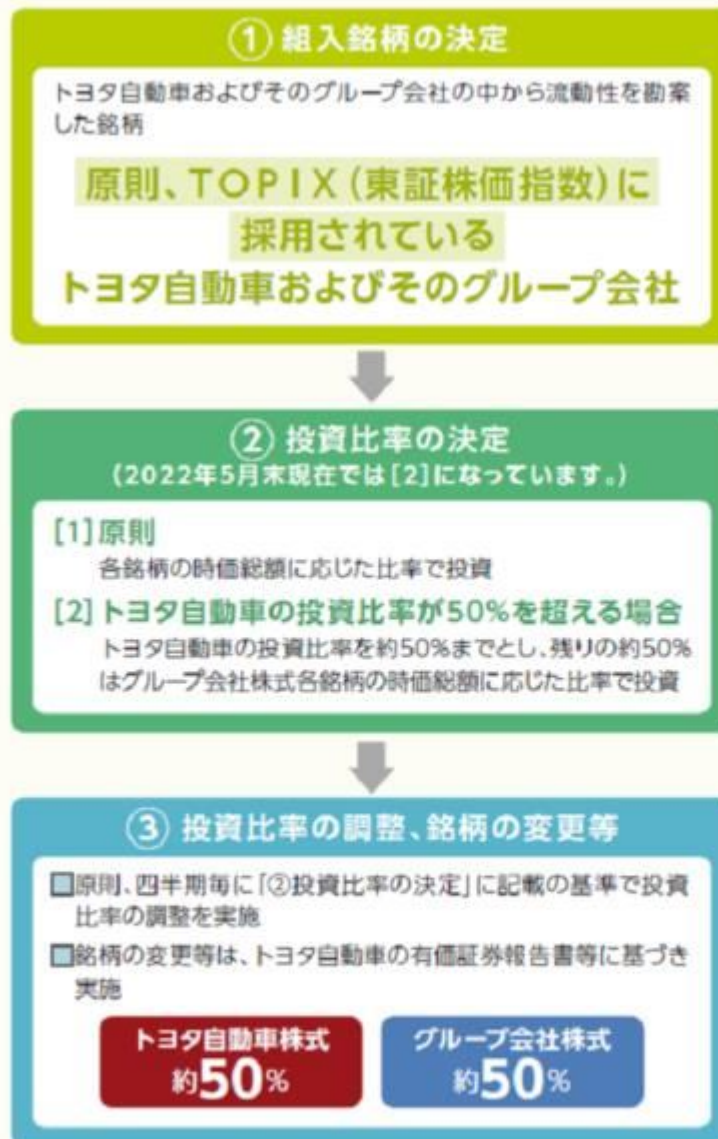 ① 組入銘柄の決定
トヨタ自動車およびそのグループ会社の中から流動性を勘案
した銘柄
原則、TOPIX(東証株価指数)に
採用されている
トヨタ自動車およびそのグループ会社
② 投資比率の決定
(2022年5月末現在では[2]になっています。)
[1]原則
各銘柄の時価総額に応じた比率で投資
[2]トヨタ自動車の投資比率が50%を超える場合
トヨタ自動車の投資比率を約50%までとし、残りの約50%
はグループ会社株式各銘柄の時価総額に応じた比率で投資
③ 投資比率の調整、銘柄の変更等
□原則、四半期毎に「②投資比率の決定」に記載の基準で投資
比率の調整を実施
□銘柄の変更等は、トヨタ自動車の有価証券報告書等に基づき
実施
トヨタ自動車株式
約50%
グループ会社株式
約50%